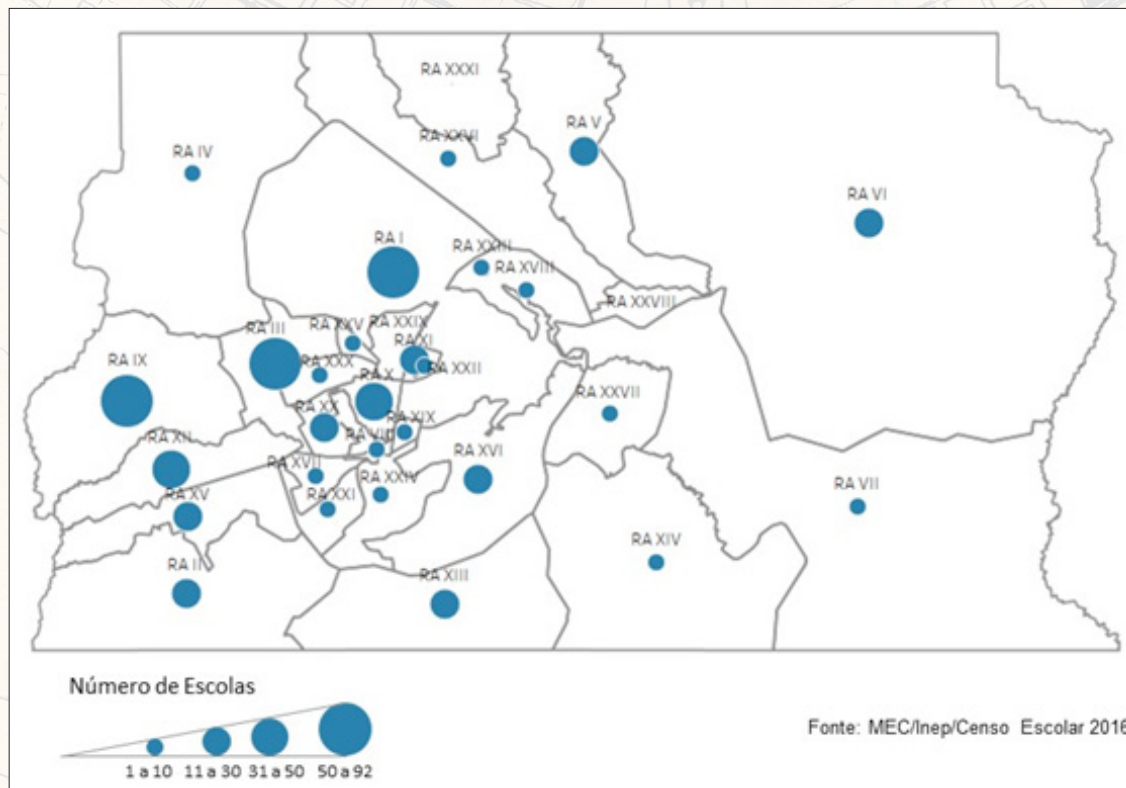 RA XXXI
RA V
RA XXVI
RA IV
RA VI
RA I
RA XXIII
RA XVIII
RA XXVIII
RA III
RA XXV
RA XXIX
RA XI
RA IX
RA XXX
RA X
RA XXII
RA XXVII
RA XX
RA XIX
RA VIII
RA XII
RA XVII
RA XVI
RA XXIV
RA VII
RA XV
RA XXI
RA XIV
RA II
RA XIII
Número de Escolas
1 a 10 11 a 30 31 a 50 50 a 92
Fonte: MEC/Inep/Censo Escolar 2016